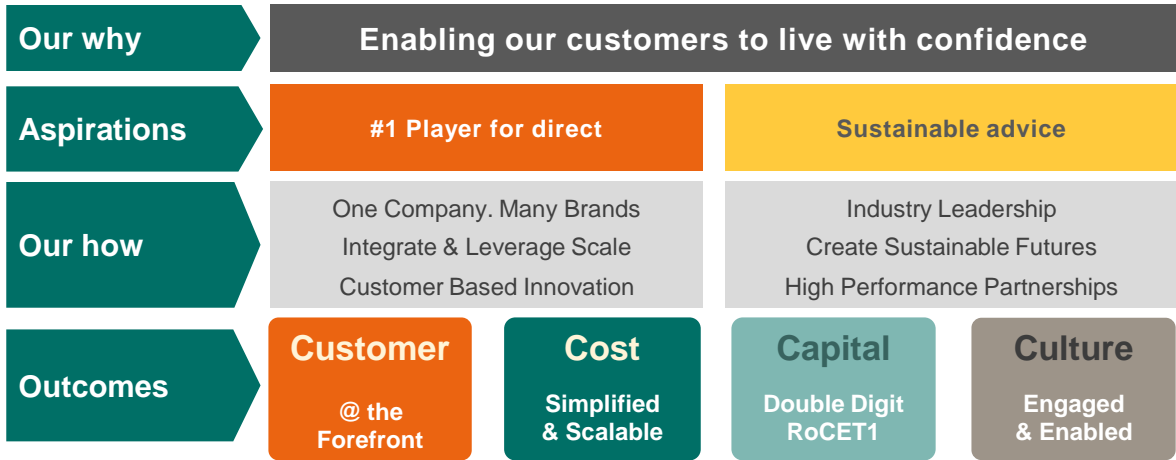 Our why
Enabling our customers to live with confidence
Aspirations
#1 Player for direct
Sustainable advice
Our how
One Company. Many Brands
Integrate & Leverage Scale
Customer Based Innovation
Industry Leadership
Create Sustainable Futures
High Performance Partnerships
Outcomes
Customer
@ the
Forefront
Cost
Simplified
& Scalable
Capital
Double Digit
RoCET1
Culture
Engaged
& Enabled